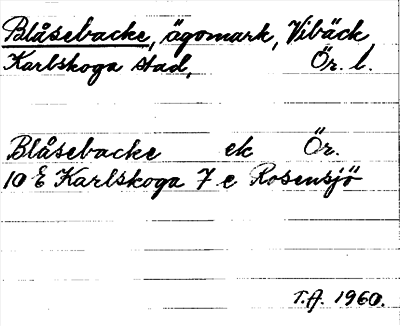 Blåsebacke, ägomark, Vibäck
Karlskoga stad, Ör. l.
Blåsebacke ek Ör.
10 E Karlskoga 7 e Rosensjö
T.A. 1960.